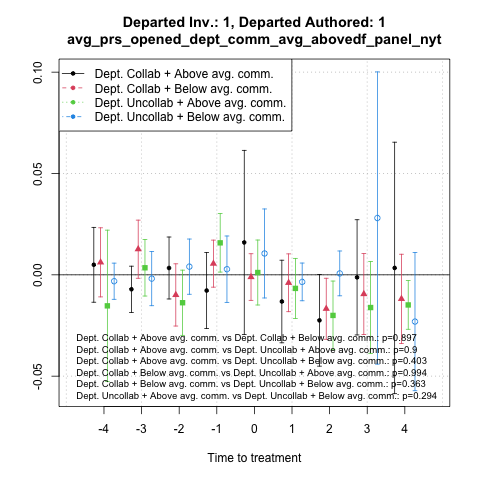 Departed Inv.: 1, Departed Authored: 1
avg_prs_opened_dept_comm_avg_abovedf_panel_nyt
0.10
0.05
0.00
-0.05
Dept. Collab + Above avg. comm.
Dept. Collab + Below avg. comm.
Dept. Uncollab + Above avg. comm.
Dept. Uncollab + Below avg. comm.
Dept. Collab + Above avg. comm. vs Dept. Collab + Below avg. comm.: p=0.897
Dept. Collab + Above avg. comm. vs Dept. Uncollab + Above avg. comm.: p=0.9
Dept. Collab + Above avg. comm. vs Dept. Uncollab + Below avg. comm.: p=0.403
Dept. Collab + Below avg. comm. vs Dept. Uncollab + Above avg. comm.: p=0.994
Dept. Collab + Below avg. comm. vs Dept. Uncollab + Below avg. comm.: p=0.363
Dept. Uncollab + Above avg. comm. vs Dept. Uncollab + Below avg. comm.: p=0.294
-4 -3 -2 -1 0 1 2 3 4
Time to treatment